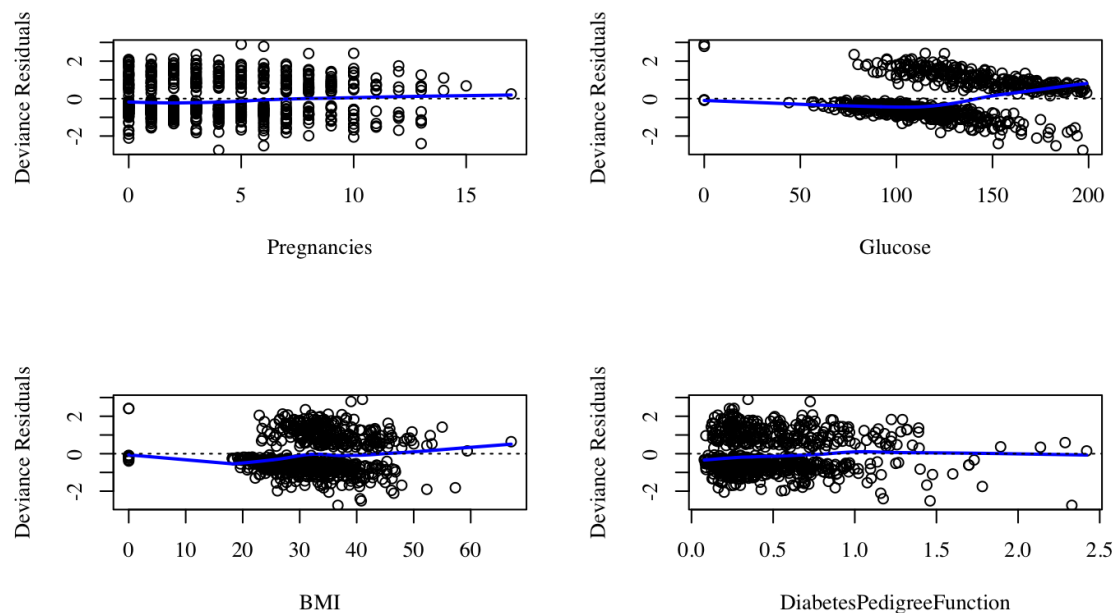 Deviance Residuals
2
0
-2
0 5 10 15
Pregnancies
Deviance Residuals
2
0
-2
0 50 100 150 200
Glucose
Deviance Residuals
2
0
-2
0 10 20 30 40 50 60
BMI
Deviance Residuals
2
0
-2
0.0 0.5 1.0 1.5 2.0 2.5
DiabetesPedigreeFunction